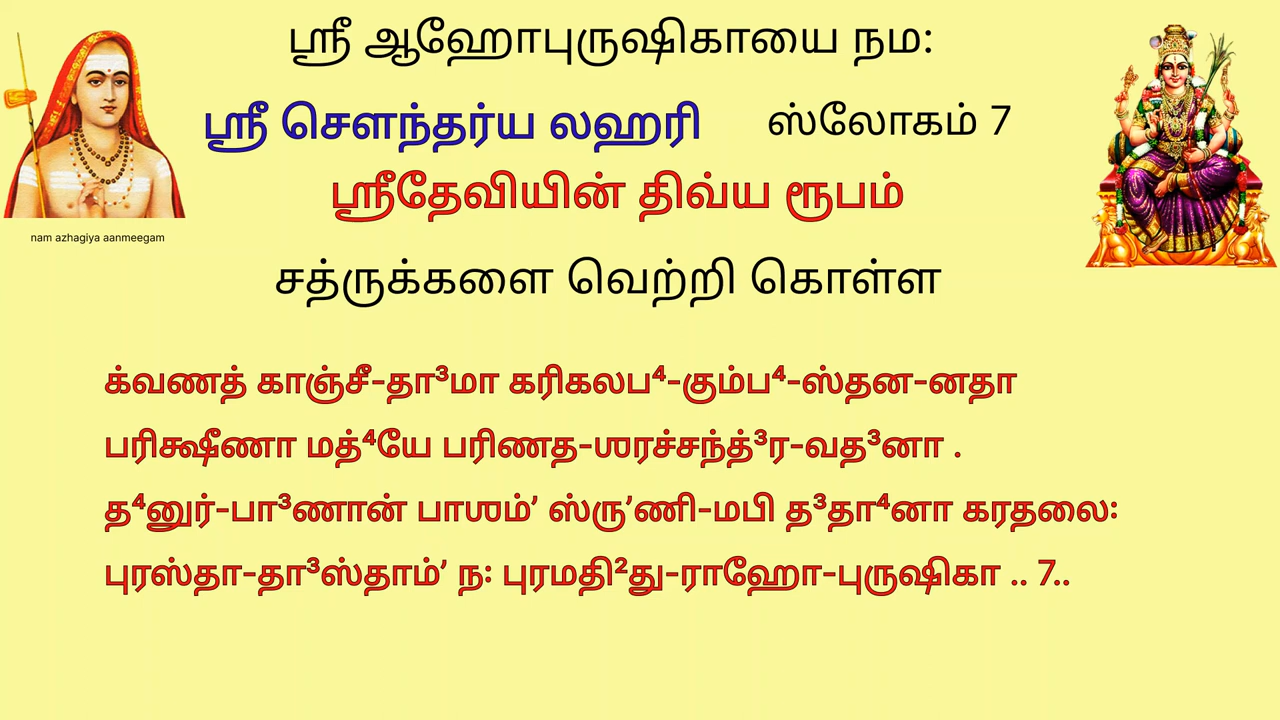 ஸ்ரீ ஆஹோபுருஷிகாயை நம:
ஸ்ரீ சௌந்தர்ய லஹரி ஸ்லோகம் 7
ஸ்ரீதேவியின் திவ்ய ரூபம்
nam azhagiya aanmeegam
சத்ருக்களை வெற்றி கொள்ள
க்வணத் காஞ்சீ-தா³மா கரிகலப⁴-கும்ப⁴-ஸ்தன-னதா
பரிக்ஷீணா மத்⁴யே பரிணத-ஶரச்சந்த்³ர-வத³னா .
த⁴னுர்-பா³ணான் பாஶம்ʼ ஸ்ருʼணி-மபி த³தா⁴னா கரதலை꞉
புரஸ்தா-தா³ஸ்தாம்ʼ ந꞉ புரமதி²து-ராஹோ-புருஷிகா .. 7..